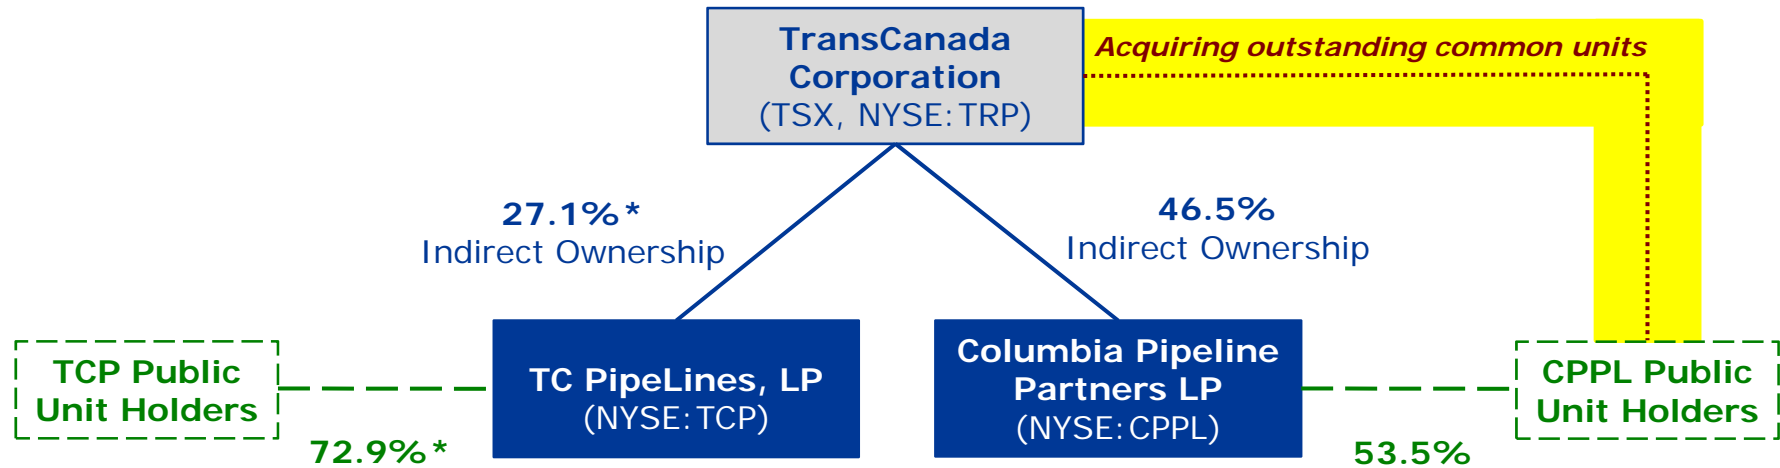 TransCanada
Corporation
(TSX, NYSE:TRP)
Acquiring outstanding common units
27.1%*
Indirect Ownership
46.5%
Indirect Ownership
TCP Public
Unit Holders
72.9%*
TC PipeLines, LP
(NYSE:TCP)
Columbia Pipeline
Partners LP
(NYSE:CPPL)
CPPL Public
Unit Holders
53.5%